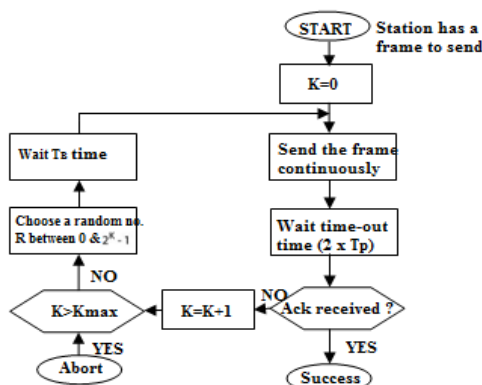 START
Station has a
frame to send
K=0
Wait TB time
Send the frame
continuously
Choose a random no.
R between 0 & 2^K - 1
Wait time-out
time (2 x Tp)
NO
NO
K>Kmax
K=K+1
Ack received ?
YES
YES
Abort
Success